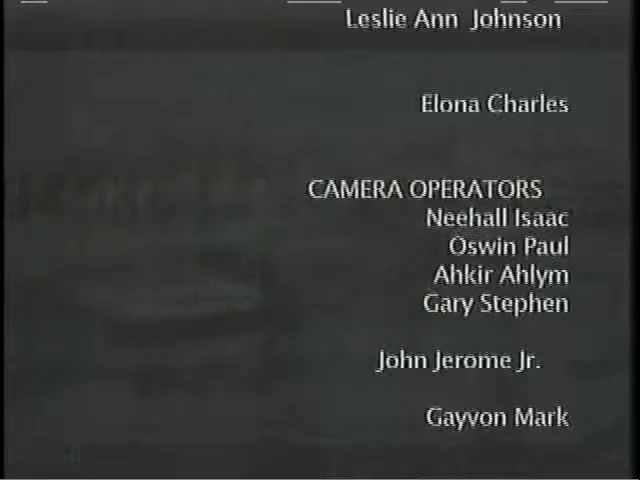 Leslie Ann Johnson
Elona Charles
CAMERA OPERATORS
Neehall Isaac
Oswin Paul
Ahkir Ahlym
Gary Stephen
John Jerome Jr.
Gayvon Mark